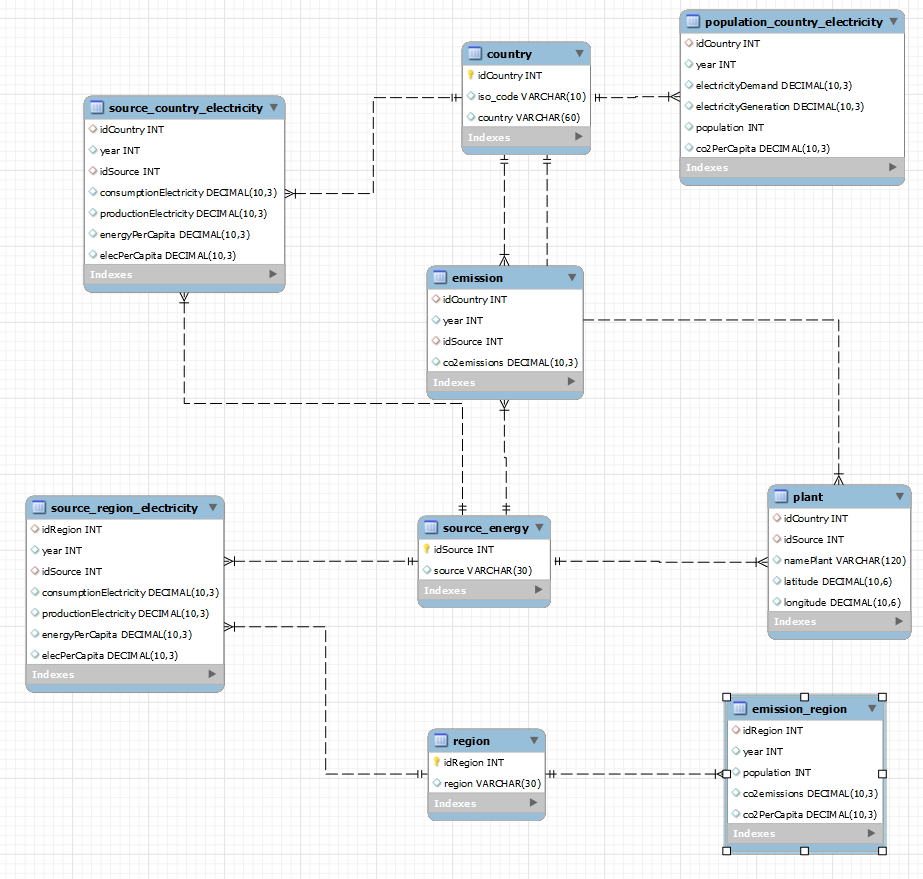 population_country_electricity
idCountry INT
year INT
electricityDemand DECIMAL(10,3)
electricityGeneration DECIMAL(10,3)
population INT
co2PerCapita DECIMAL(10,3)
Indexes
country
idCountry INT
iso_code VARCHAR(10)
country VARCHAR(60)
Indexes
source_country_electricity
idCountry INT
year INT
idSource INT
consumptionElectricity DECIMAL(10,3)
productionElectricity DECIMAL(10,3)
energyPerCapita DECIMAL(10,3)
elecPerCapita DECIMAL(10,3)
Indexes
emission
idCountry INT
year INT
idSource INT
co2emissions DECIMAL(10,3)
Indexes
source_region_electricity
idRegion INT
year INT
idSource INT
consumptionElectricity DECIMAL(10,3)
productionElectricity DECIMAL(10,3)
energyPerCapita DECIMAL(10,3)
elecPerCapita DECIMAL(10,3)
Indexes
source_energy
idSource INT
source VARCHAR(30)
Indexes
plant
idCountry INT
idSource INT
namePlant VARCHAR(120)
latitude DECIMAL(10,6)
longitude DECIMAL(10,6)
Indexes
region
idRegion INT
region VARCHAR(30)
Indexes
emission_region
idRegion INT
year INT
population INT
co2emissions DECIMAL(10,3)
co2PerCapita DECIMAL(10,3)
Indexes